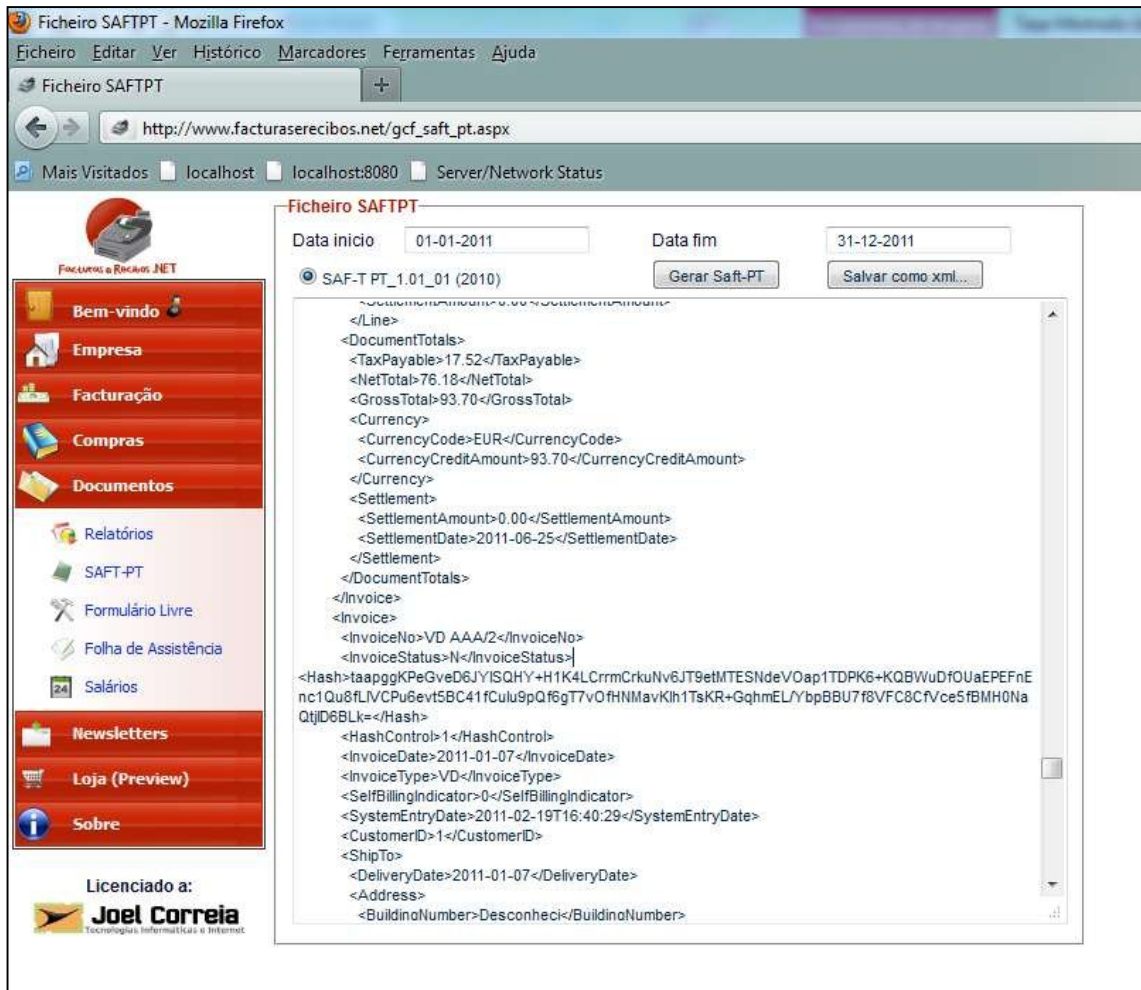 Ficheiro SAFTPT - Mozilla Firefox
Ficheiro Editar Ver Histórico Marcadores Ferramentas Ajuda
Ficheiro SAFTPT
http://www.facturaserecibos.net/gcf_saft_pt.aspx
Mais Visitados localhost localhost:8080 Server/Network Status
Facturas e Recibos .NET
Bem-vindo
Empresa
Facturação
Compras
Documentos
Relatórios
SAFT-PT
Formulário Livre
Folha de Assistência
24 Salários
Newsletters
Loja (Preview)
Sobre
Licenciado a:
Joel Correia
Tecnologias Informáticas e Internet
Ficheiro SAFTPT
Data inicio 01-01-2011 Data fim 31-12-2011
SAF-T PT_1.01_01 (2010) Gerar Saft-PT Salvar como xml...
<SettlementAmount>0.00</SettlementAmount>
</Line>
<DocumentTotals>
<TaxPayable>17.52</TaxPayable>
<NetTotal>76.18</NetTotal>
<GrossTotal>93.70</GrossTotal>
<Currency>
<CurrencyCode>EUR</CurrencyCode>
<CurrencyCreditAmount>93.70</CurrencyCreditAmount>
</Currency>
<Settlement>
<SettlementAmount>0.00</SettlementAmount>
<SettlementDate>2011-06-25</SettlementDate>
</Settlement>
</DocumentTotals>
</Invoice>
<Invoice>
<InvoiceNo>VD AAA/2</InvoiceNo>
<InvoiceStatus>N</InvoiceStatus>
<Hash>taapggKPeGveD6JYISQHY+H1K4LCrrmCrkuNv6JT9etMTESNdeVOap1TDPK6+KQBWuDfOUaEPEFnE
nc1Qu8fLIVCPu6evt5BC41fCulu9pQf6gT7vOfHNMavKlh1TsKR+GqhmEL/YbpBBU7f8VFC8CfVce5fBMH0Na
QtjlD6BLk=</Hash>
<HashControl>1</HashControl>
<InvoiceDate>2011-01-07</InvoiceDate>
<InvoiceType>VD</InvoiceType>
<SelfBillingIndicator>0</SelfBillingIndicator>
<SystemEntryDate>2011-02-19T16:40:29</SystemEntryDate>
<CustomerID>1</CustomerID>
<ShipTo>
<DeliveryDate>2011-01-07</DeliveryDate>
<Address>
<BuildingNumber>Desconheci</BuildingNumber>